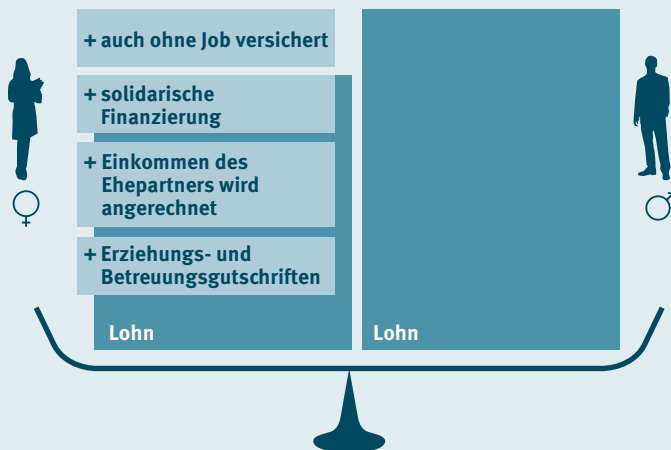 + auch ohne Job versichert
+ solidarische
Finanzierung
+ Einkommen des
Ehepartners wird
angerechnet
+ Erziehungs- und
Betreuungsgutschriften
Lohn
Lohn